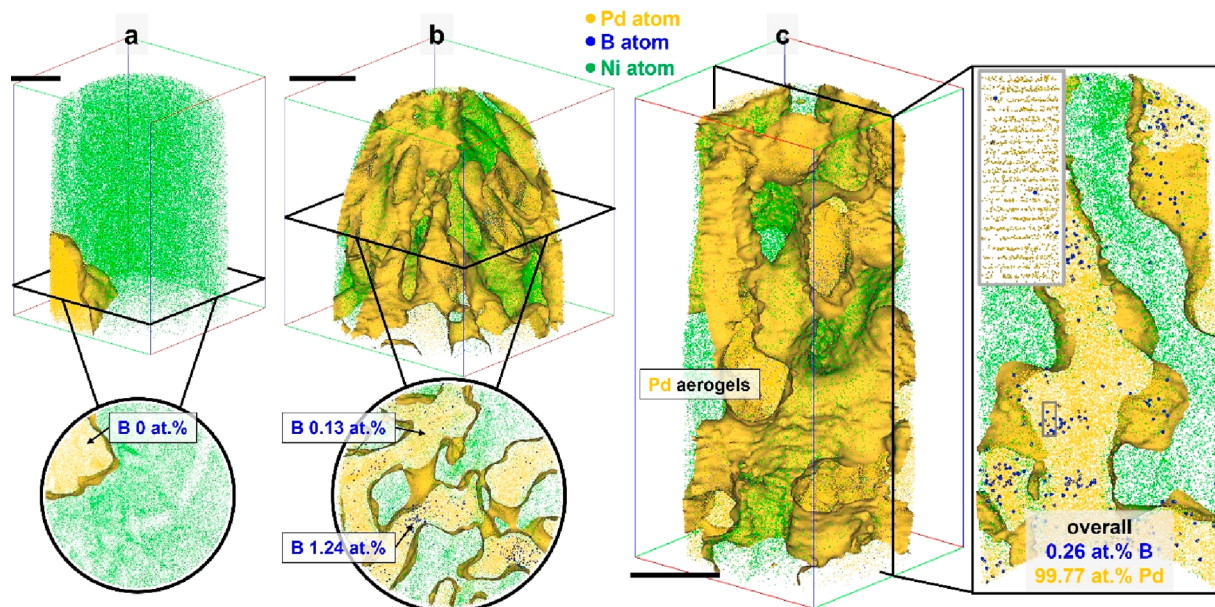 a
b
Pd atom
B atom
Ni atom
c
Pd aerogels
B 0 at.%
B 0.13 at.%
B 1.24 at.%
overall
0.26 at.% B
99.77 at.% Pd